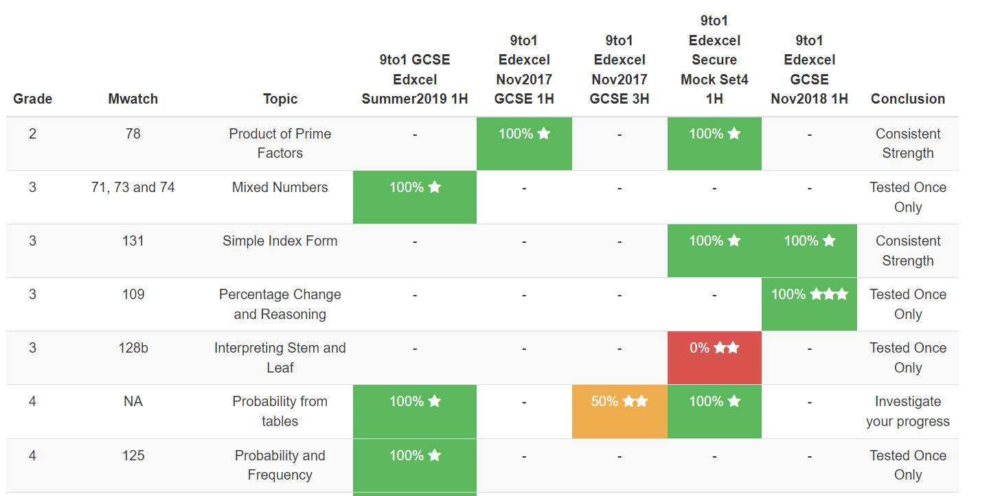 Grade Mwatch Topic 9to1 GCSE Edxcel Summer2019 1H 9to1 Edexcel Nov2017 GCSE 1H 9to1 Edexcel Nov2017 GCSE 3H 9to1 Edexcel Secure Mock Set4 1H 9to1 Edexcel GCSE Nov2018 1H Conclusion
2 78 Product of Prime Factors - 100% ★ - 100% ★ - Consistent Strength
3 71, 73 and 74 Mixed Numbers 100% ★ - - - - Tested Once Only
3 131 Simple Index Form - - - 100% ★ 100% ★ Consistent Strength
3 109 Percentage Change and Reasoning - - - - 100% ★★★ Tested Once Only
3 128b Interpreting Stem and Leaf - - - 0% ★★ - Tested Once Only
4 NA Probability from tables 100% ★ - 50% ★★ 100% ★ - Investigate your progress
4 125 Probability and Frequency 100% ★ - - - - Tested Once Only